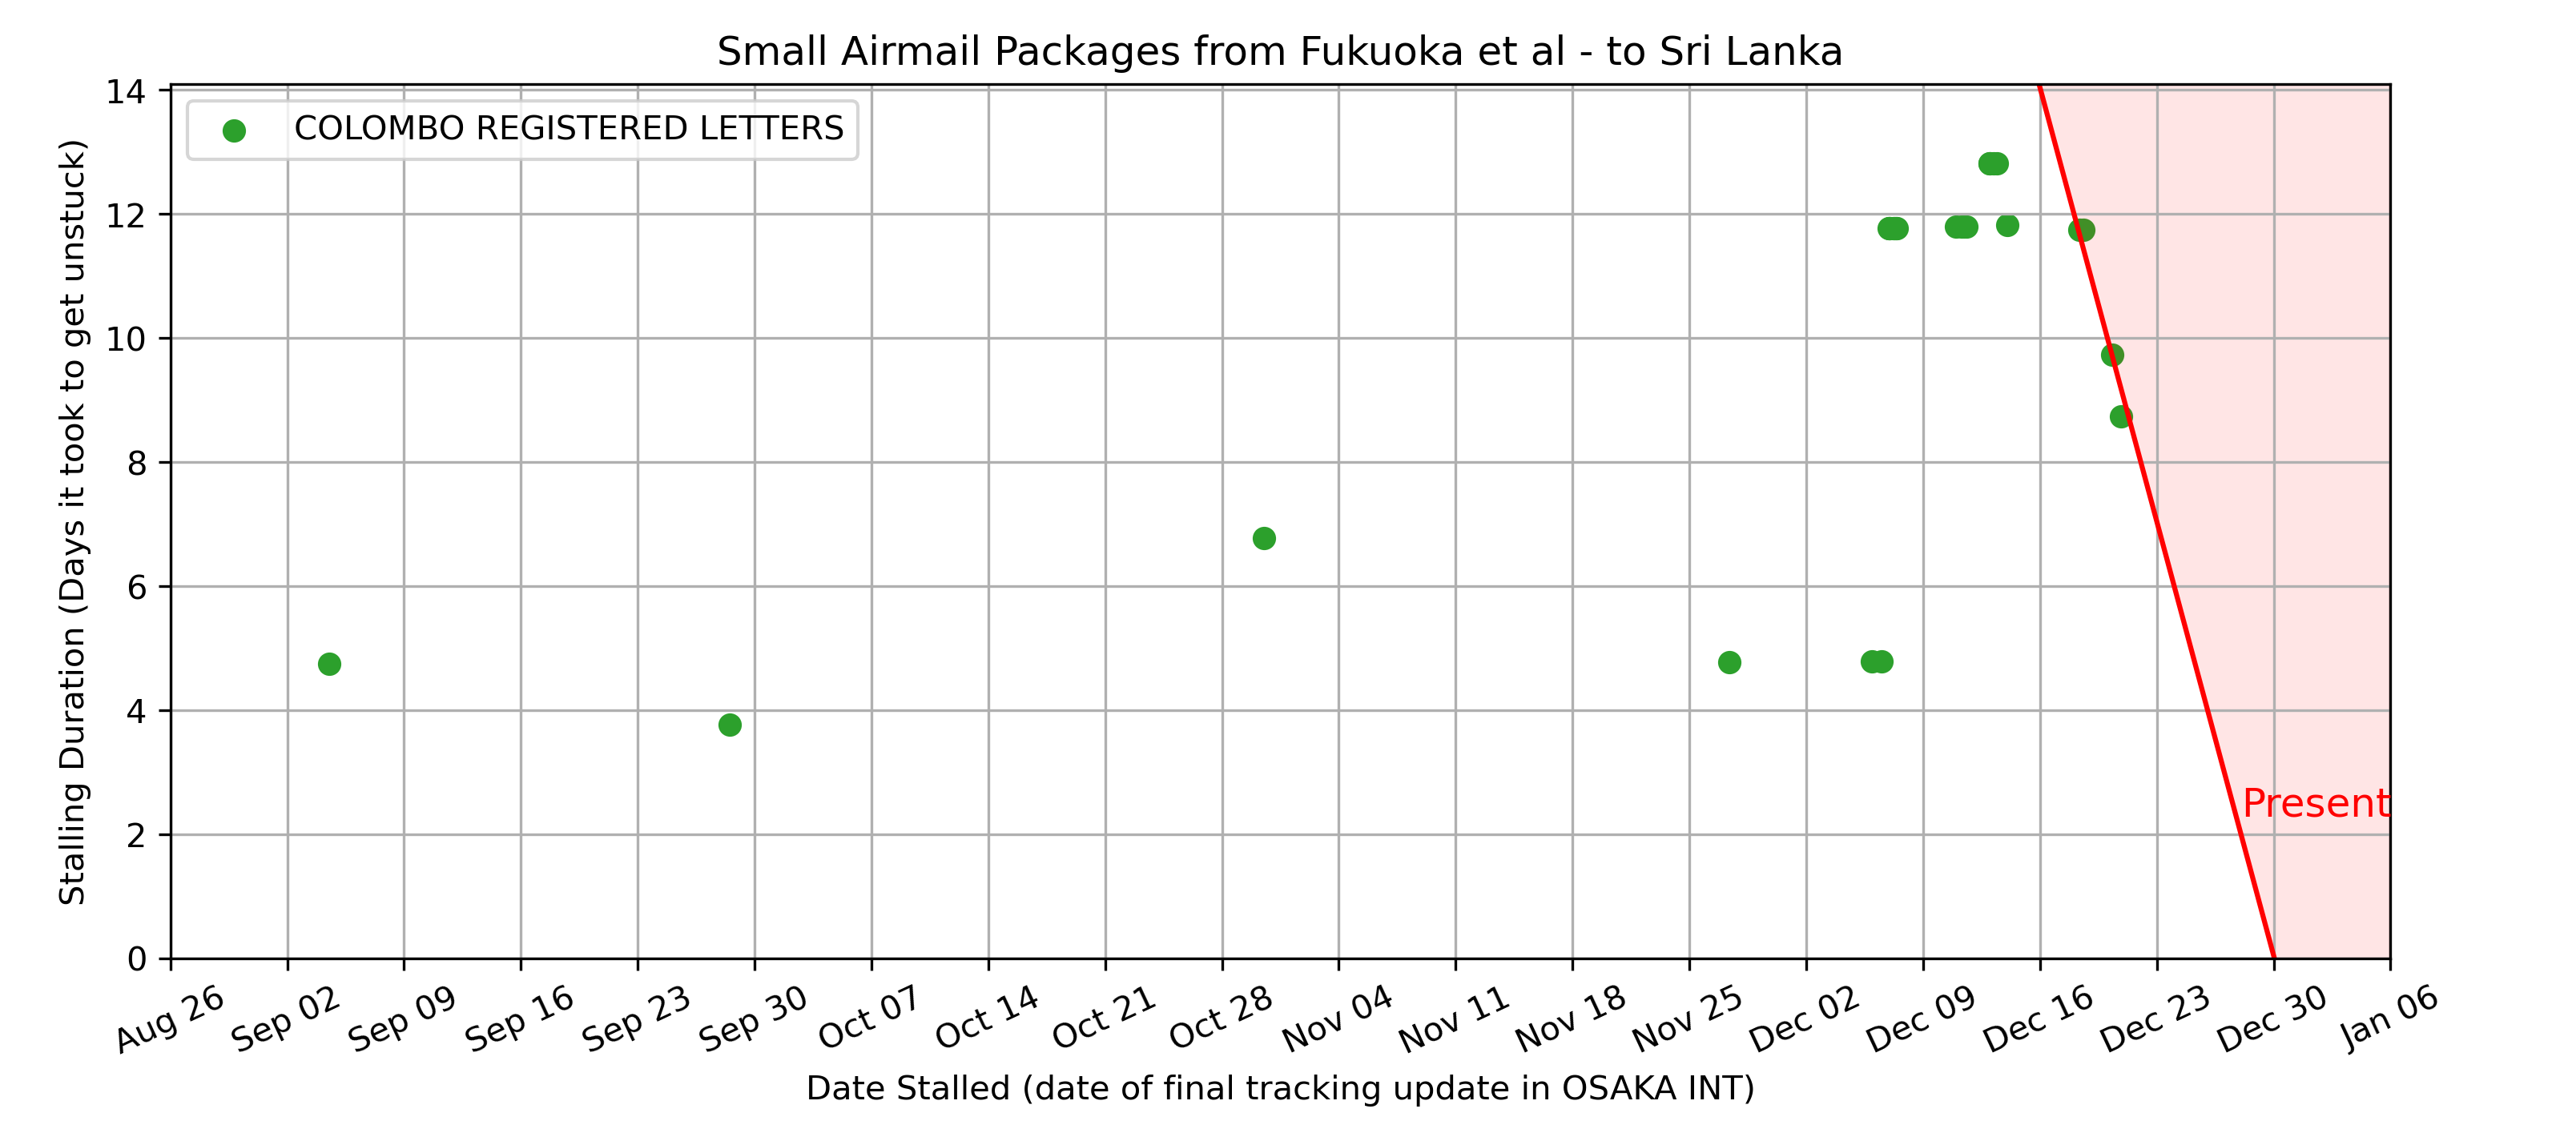 Small Airmail Packages from Fukuoka et al - to Sri Lanka
COLOMBO REGISTERED LETTERS
Stalling Duration (Days it took to get unstuck)
14
12
10
8
6
4
2
0
Present
Aug 26
Sep 02
Sep 09
Sep 16
Sep 23
Sep 30
Oct 07
Oct 14
Oct 21
Oct 28
Nov 04
Nov 11
Nov 18
Nov 25
Dec 02
Dec 09
Dec 16
Dec 23
Dec 30
Jan 06
Date Stalled (date of final tracking update in OSAKA INT)